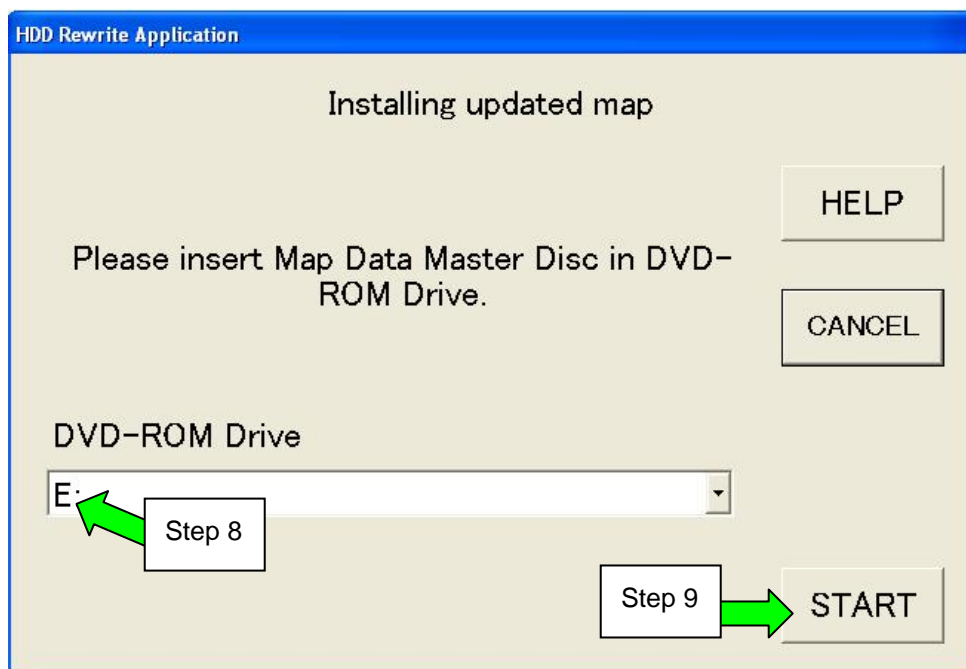 HDD Rewrite Application
Installing updated map
HELP
Please insert Map Data Master Disc in DVD-
ROM Drive.
CANCEL
DVD-ROM Drive
E:
Step 8
Step 9
START